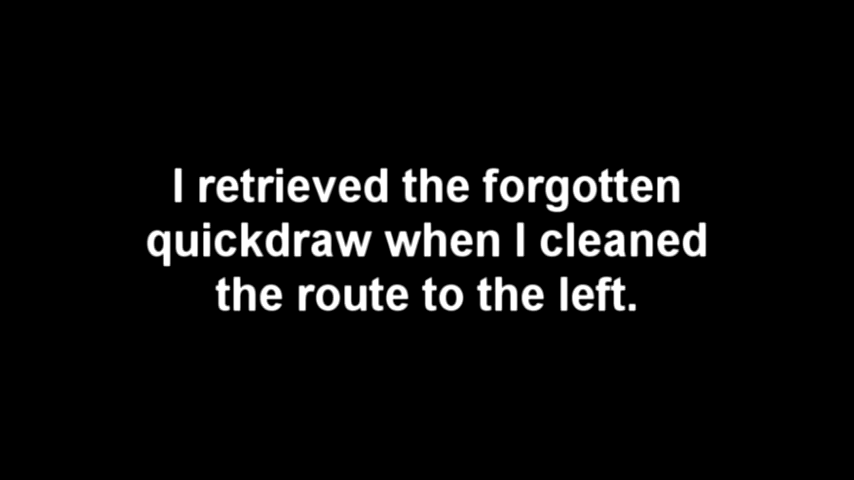 I retrieved the forgotten
quickdraw when I cleaned
the route to the left.